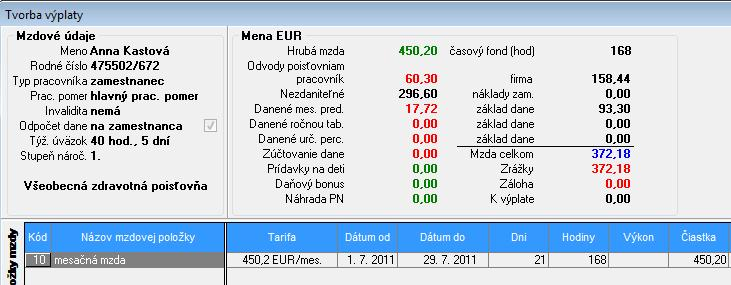 Tvorba výplaty
Mzdové údaje
Meno Anna Kastová
Rodné číslo 475502/672
Typ pracovníka zamestnanec
Prac. pomer hlavný prac. pomer
Invalidita nemá
Odpočet dane na zamestnanca
Týž. úväzok 40 hod., 5 dní
Stupeň nároč. 1.
Všeobecná zdravotná poisťovňa
Mena EUR
Hrubá mzda 450,20 časový fond (hod) 168
Odvody poisťovniam
pracovník 60,30 firma 158,44
Nezdaniteľné 296,60 náklady zam. 0,00
Danené mes. pred. 17,72 základ dane 93,30
Danené ročnou tab. 0,00 základ dane 0,00
Danené urč. perc. 0,00 základ dane 0,00
Zúčtovanie dane 0,00 Mzda celkom 372,18
Prídavky na deti 0,00 Zrážky 372,18
Daňový bonus 0,00 Záloha 0,00
Náhrada PN 0,00 K výplate 0,00
Kód Názov mzdovej položky Tarifa Dátum od Dátum do Dni Hodiny Výkon Čiastka
10 mesačná mzda 450,2 EUR/mes. 1. 7. 2011 29. 7. 2011 21 168 450,20